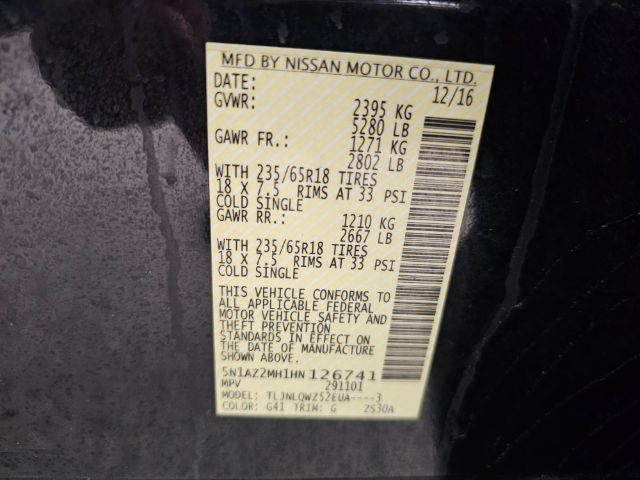 MFD BY NISSAN MOTOR CO., LTD.
DATE: 12/16
GVWR: 2395 KG
5280 LB
GAWR FR.: 1271 KG
2802 LB
WITH 235/65R18 TIRES
18 X 7.5 RIMS AT 33 PSI
COLD SINGLE
GAWR RR.: 1210 KG
2667 LB
WITH 235/65R18 TIRES
18 X 7.5 RIMS AT 33 PSI
COLD SINGLE
THIS VEHICLE CONFORMS TO
ALL APPLICABLE FEDERAL
MOTOR VEHICLE SAFETY AND
THEFT PREVENTION
STANDARDS IN EFFECT ON
THE DATE OF MANUFACTURE
SHOWN ABOVE.
5N1AZ2MH1HN126741
MPV 291101
MODEL: TLJNLQWZ52EUA----3
COLOR: G41 TRIM: G 2S30A